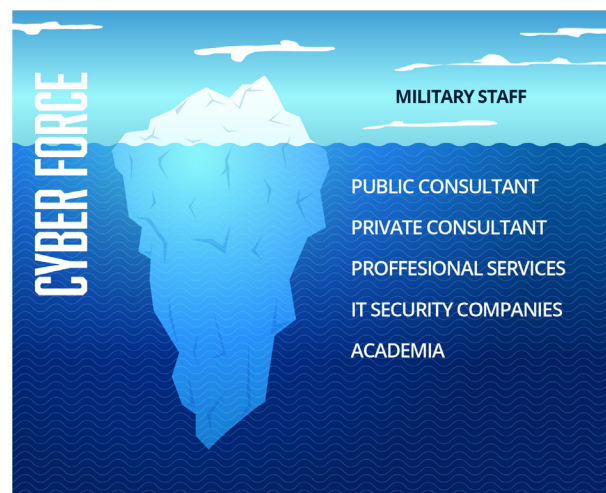 CYBER FORCE
MILITARY STAFF
PUBLIC CONSULTANT
PRIVATE CONSULTANT
PROFFESIONAL SERVICES
IT SECURITY COMPANIES
ACADEMIA